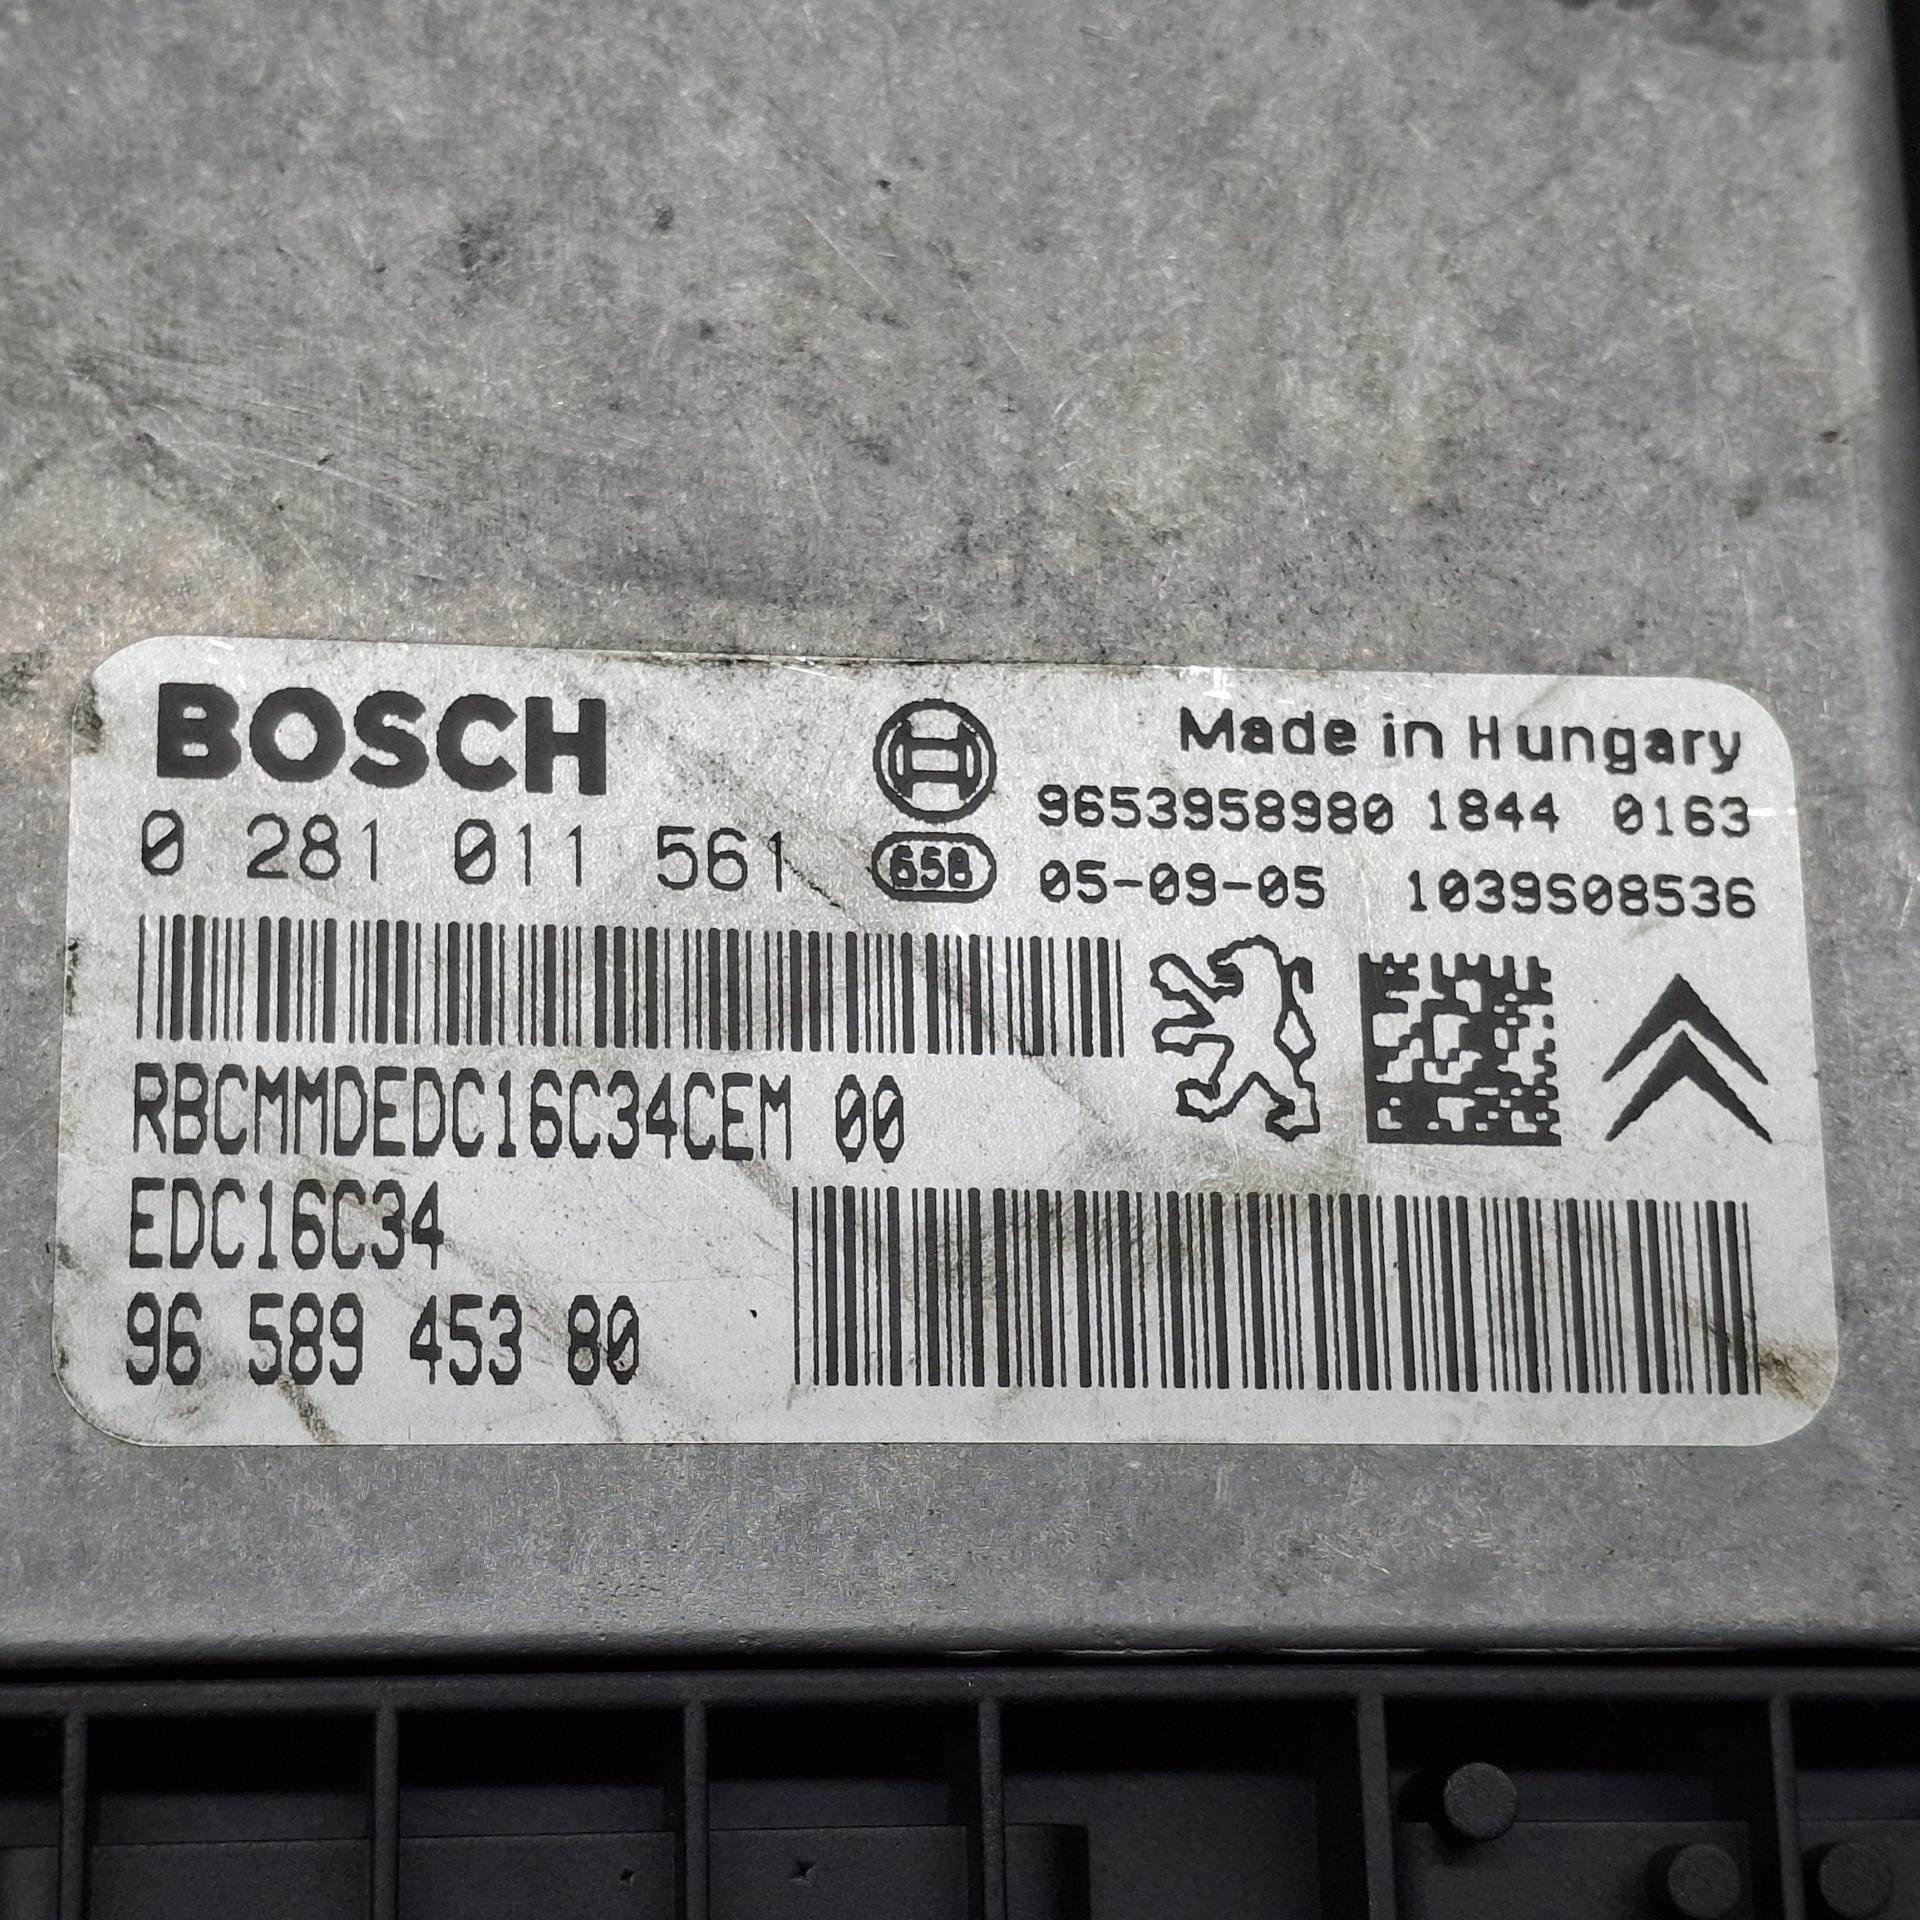 BOSCH
Made in Hungary
9653958980 1844 0163
0 281 011 561
658
05-09-05 1039S08536
RBCMMDEDC16C34CEM 00
EDC16C34
96 589 453 80